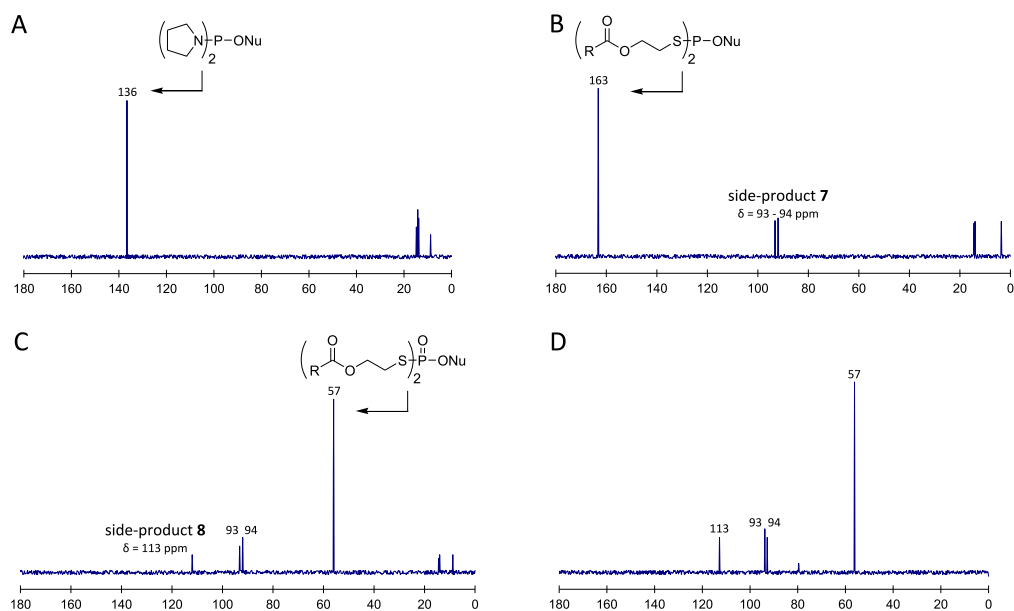 A
N
P
ONu
2
136
180 160 140 120 100 80 60 40 20 0
B
O
R
O
S
P
ONu
2
163
side-product 7
δ = 93 - 94 ppm
180 160 140 120 100 80 60 40 20 0
C
O
R
O
S
O
P
ONu
2
57
side-product 8
δ = 113 ppm
93 94
180 160 140 120 100 80 60 40 20 0
D
57
113
93 94
180 160 140 120 100 80 60 40 20 0